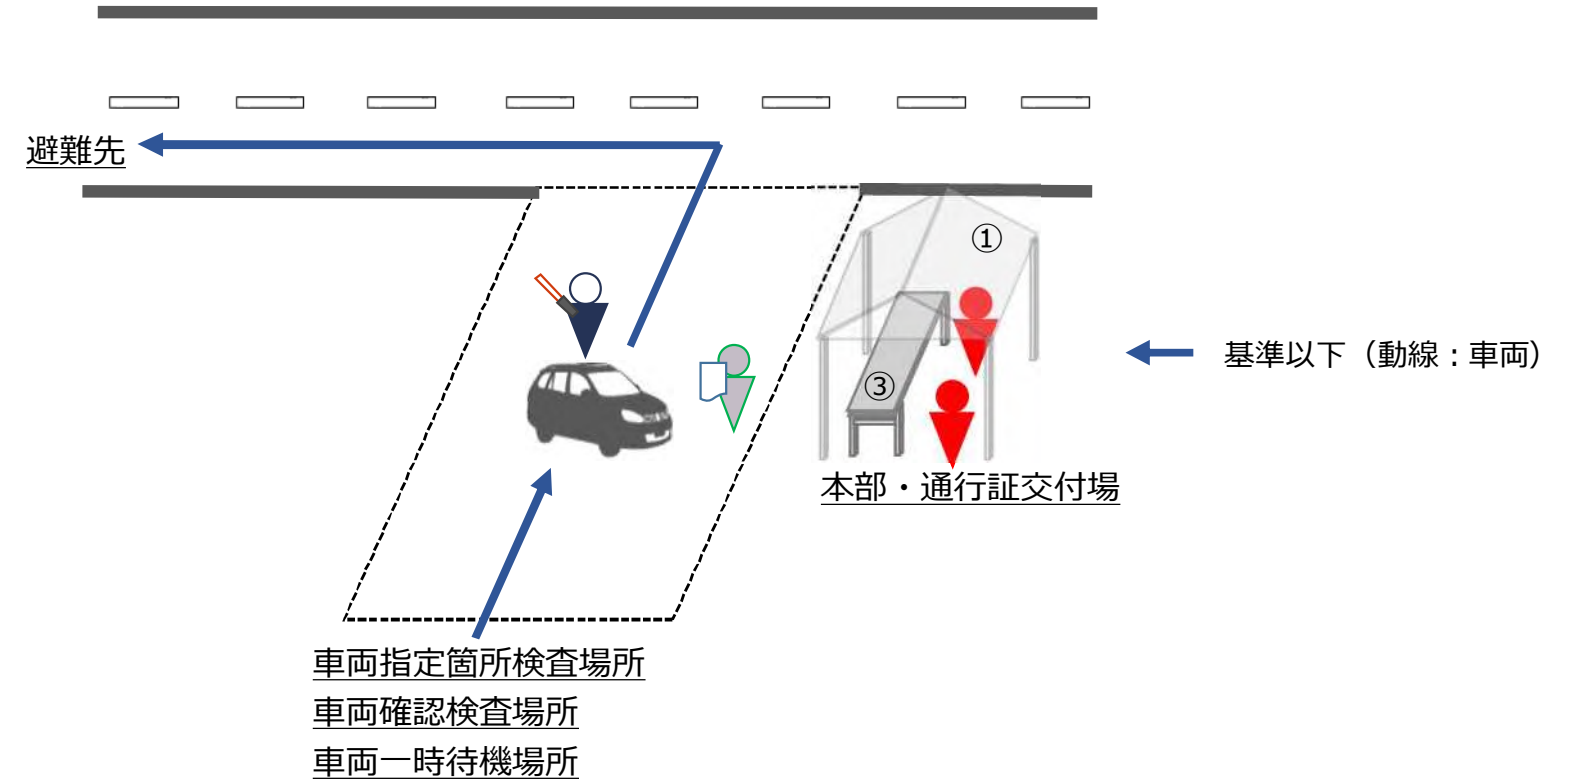 避難先
①
基準以下（動線：車両）
③
本部・通行証交付場
車両指定箇所検査場所
車両確認検査場所
車両一時待機場所